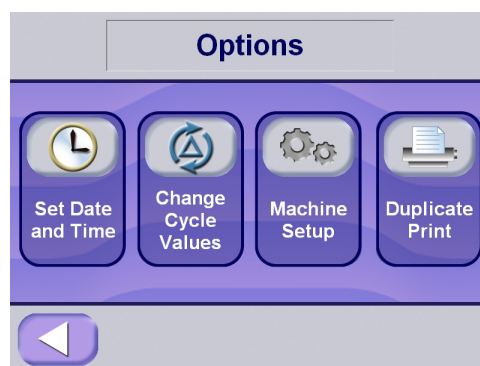 Options
Set Date
and Time
Change
Cycle
Values
Machine
Setup
Duplicate
Print